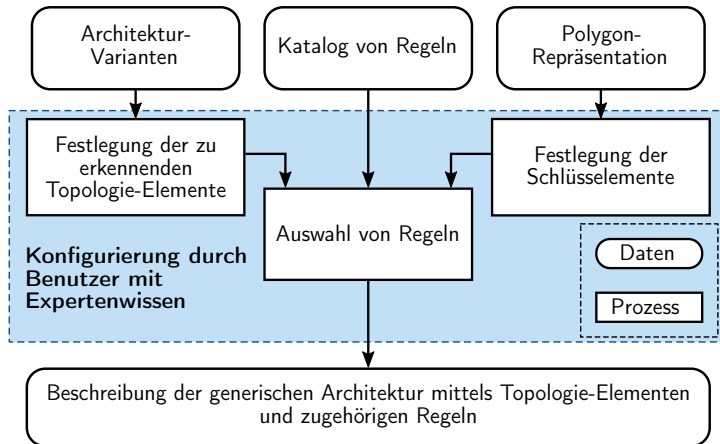 Architektur-
Varianten
Katalog von Regeln
Polygon-
Repräsentation
Festlegung der zu
erkennenden
Topologie-Elemente
Festlegung der
Schlüsselemente
Auswahl von Regeln
Konfigurierung durch
Benutzer mit
Expertenwissen
Daten
Prozess
Beschreibung der generischen Architektur mittels Topologie-Elementen
und zugehörigen Regeln